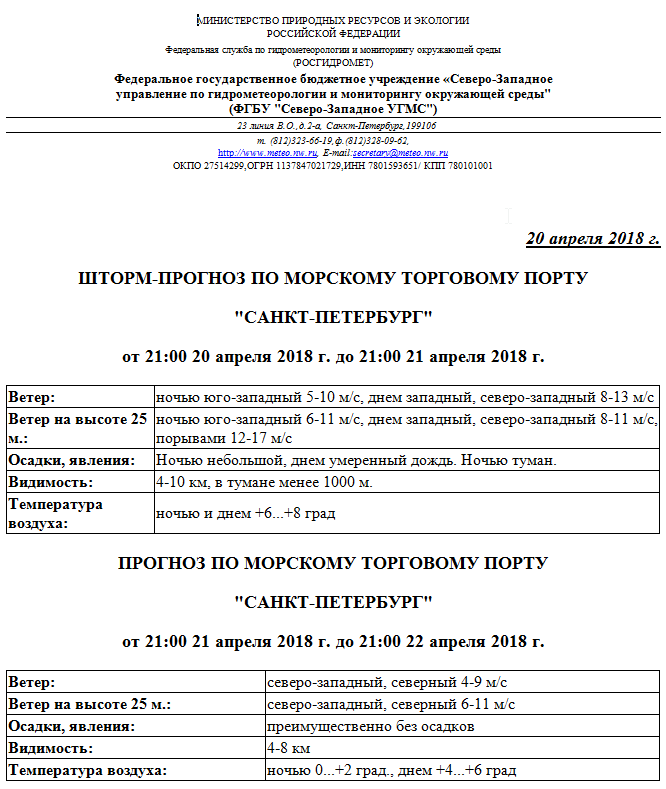 МИНИСТЕРСТВО ПРИРОДНЫХ РЕСУРСОВ И ЭКОЛОГИИ
РОССИЙСКОЙ ФЕДЕРАЦИИ
Федеральная служба по гидрометеорологии и мониторингу окружающей среды
(РОСГИДРОМЕТ)
Федеральное государственное бюджетное учреждение «Северо-Западное
управление по гидрометеорологии и мониторингу окружающей среды"
(ФГБУ "Северо-Западное УГМС")
23 линия В.О.,д.2-а, Санкт-Петербург,199106
т. (812)323-66-19,ф.(812)328-09-62,
http://www.meteo.nw.ru, E-mail:secretary@meteo.nw.ru
ОКПО 27514299,ОГРН 1137847021729,ИНН 7801593651/ КПП 780101001
20 апреля 2018 г.
ШТОРМ-ПРОГНОЗ ПО МОРСКОМУ ТОРГОВОМУ ПОРТУ
"САНКТ-ПЕТЕРБУРГ"
от 21:00 20 апреля 2018 г. до 21:00 21 апреля 2018 г.
Ветер: ночью юго-западный 5-10 м/с, днем западный, северо-западный 8-13 м/с
Ветер на высоте 25 м.: ночью юго-западный 6-11 м/с, днем западный, северо-западный 8-11 м/с,
порывами 12-17 м/с
Осадки, явления: Ночью небольшой, днем умеренный дождь. Ночью туман.
Видимость: 4-10 км, в тумане менее 1000 м.
Температура
воздуха: ночью и днем +6...+8 град
ПРОГНОЗ ПО МОРСКОМУ ТОРГОВОМУ ПОРТУ
"САНКТ-ПЕТЕРБУРГ"
от 21:00 21 апреля 2018 г. до 21:00 22 апреля 2018 г.
Ветер: северо-западный, северный 4-9 м/с
Ветер на высоте 25 м.: северо-западный, северный 6-11 м/с
Осадки, явления: преимущественно без осадков
Видимость: 4-8 км
Температура воздуха: ночью 0...+2 град., днем +4...+6 град